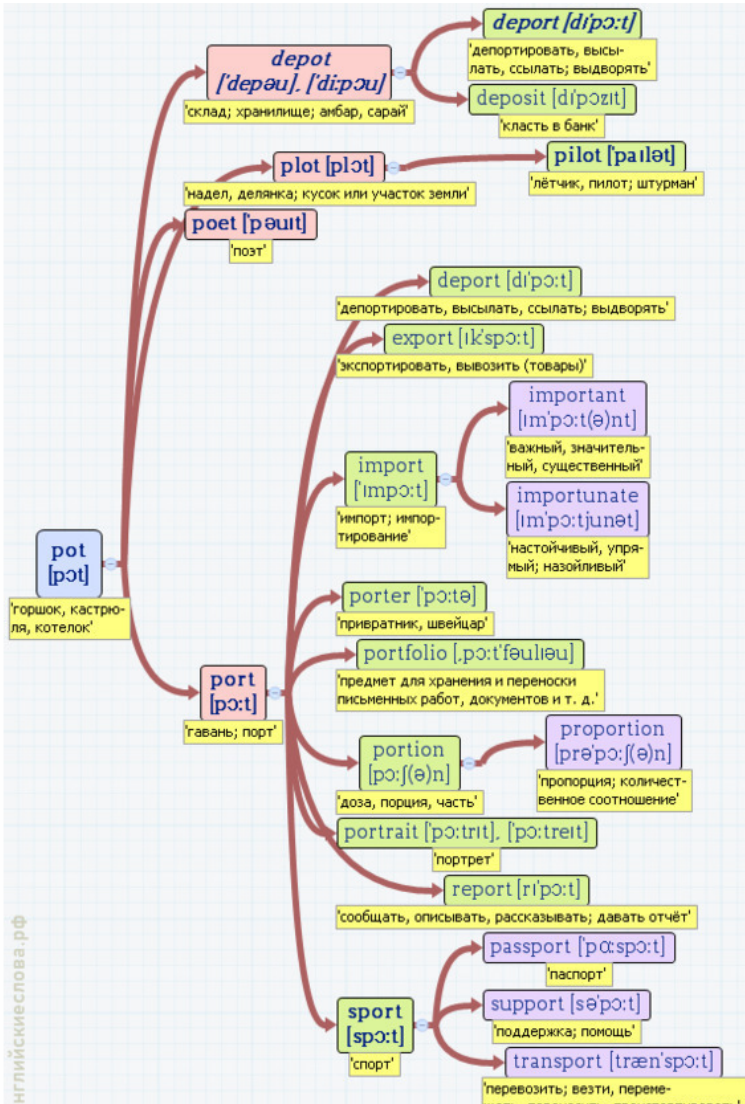 deport [dɪ'pɔ:t]
'депортировать, высы-
лать, ссылать; выдворять'
depot
['depəu], ['di:pɔu]
'склад; хранилище; амбар, сарай'
deposit [dɪ'pɔzɪt]
'класть в банк'
plot [plɔt]
'надел, делянка; кусок или участок земли'
pilot ['paɪlət]
'лётчик, пилот; штурман'
poet ['pəuɪt]
'поэт'
deport [dɪ'pɔ:t]
'депортировать, высылать, ссылать; выдворять'
export [ɪk'spɔ:t]
'экспортировать, вывозить (товары)'
important
[ɪm'pɔ:t(ə)nt]
'важный, значитель-
ный, существенный'
import
['ɪmpɔ:t]
'импорт; импор-
тирование'
importunate
[ɪm'pɔ:tjunət]
'настойчивый, упря-
мый; назойливый'
pot
[pɔt]
'горшок, кастрю-
ля, котелок'
porter ['pɔ:tə]
'привратник, швейцар'
portfolio [,pɔ:t'fəulɪəu]
'предмет для хранения и переноски
письменных работ, документов и т. д.'
port
[pɔ:t]
'гавань; порт'
portion
[pɔ:ʃ(ə)n]
'доза, порция, часть'
proportion
[prə'pɔ:ʃ(ə)n]
'пропорция; количест-
венное соотношение'
portrait ['pɔ:trɪt], ['pɔ:treɪt]
'портрет'
report [rɪ'pɔ:t]
'сообщать, описывать, рассказывать; давать отчёт'
passport ['pɑ:spɔ:t]
'паспорт'
sport
[spɔ:t]
'спорт'
support [sə'pɔ:t]
'поддержка; помощь'
transport [træn'spɔ:t]
'перевозить; везти, переме-
нглийскиеслова.рф